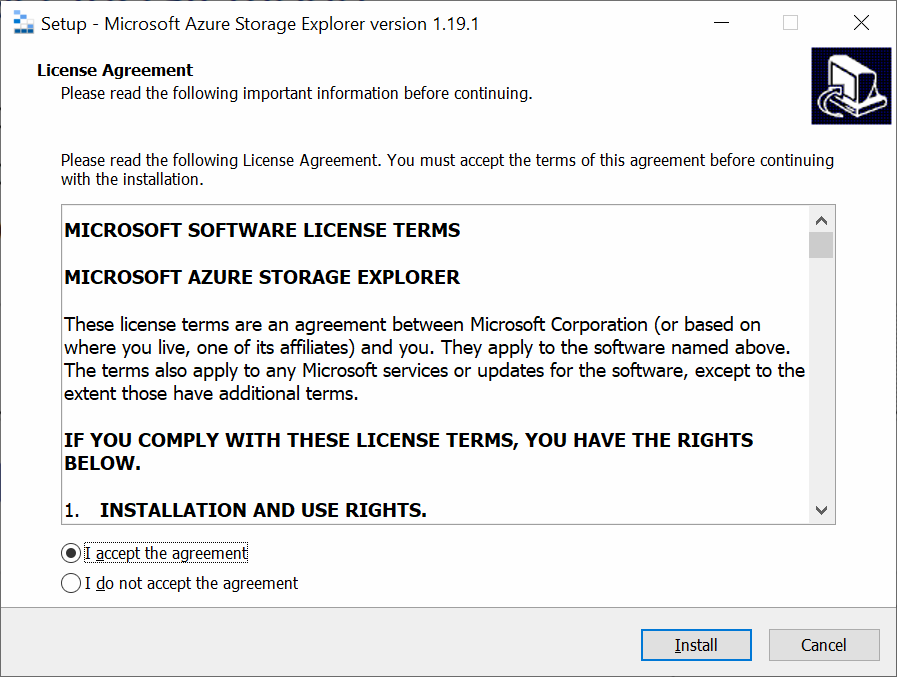 Setup - Microsoft Azure Storage Explorer version 1.19.1
License Agreement
Please read the following important information before continuing.
Please read the following License Agreement. You must accept the terms of this agreement before continuing
with the installation.
MICROSOFT SOFTWARE LICENSE TERMS
MICROSOFT AZURE STORAGE EXPLORER
These license terms are an agreement between Microsoft Corporation (or based on
where you live, one of its affiliates) and you. They apply to the software named above.
The terms also apply to any Microsoft services or updates for the software, except to the
extent those have additional terms.
IF YOU COMPLY WITH THESE LICENSE TERMS, YOU HAVE THE RIGHTS
BELOW.
1. INSTALLATION AND USE RIGHTS.
I accept the agreement
I do not accept the agreement
Install
Cancel